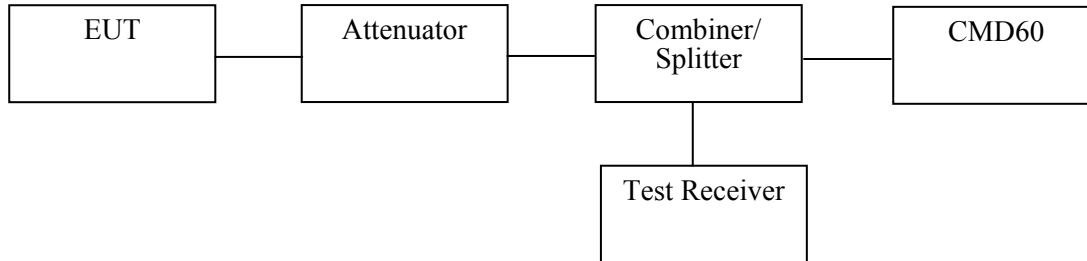 EUT
Attenuator
Combiner/
Splitter
CMD60
Test Receiver